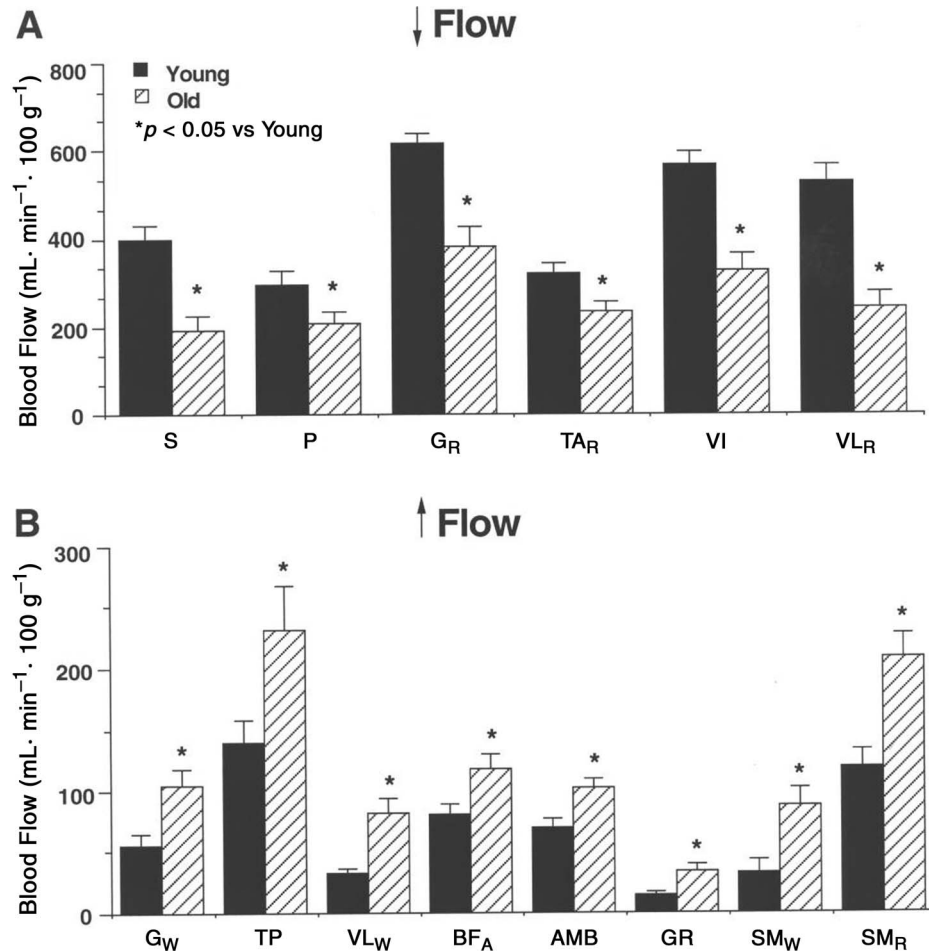 A
↓ Flow
Blood Flow (mL· min⁻¹ · 100 g⁻¹)
800
600
400
200
0
Young
Old
*p < 0.05 vs Young
*
*
*
*
*
*
S P G_R TA_R VI VL_R
B
↑ Flow
Blood Flow (mL· min⁻¹ · 100 g⁻¹)
300
200
100
0
*
*
*
*
*
*
*
*
G_W TP VL_W BF_A AMB GR SM_W SM_R